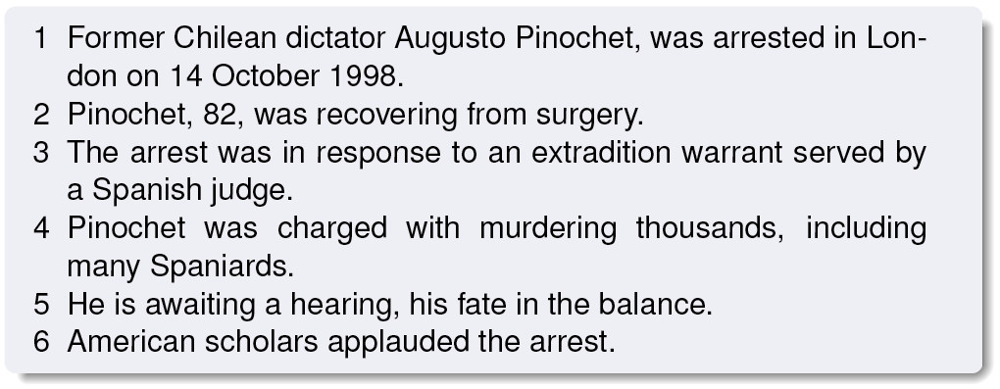 1 Former Chilean dictator Augusto Pinochet, was arrested in Lon-
don on 14 October 1998.
2 Pinochet, 82, was recovering from surgery.
3 The arrest was in response to an extradition warrant served by
a Spanish judge.
4 Pinochet was charged with murdering thousands, including
many Spaniards.
5 He is awaiting a hearing, his fate in the balance.
6 American scholars applauded the arrest.